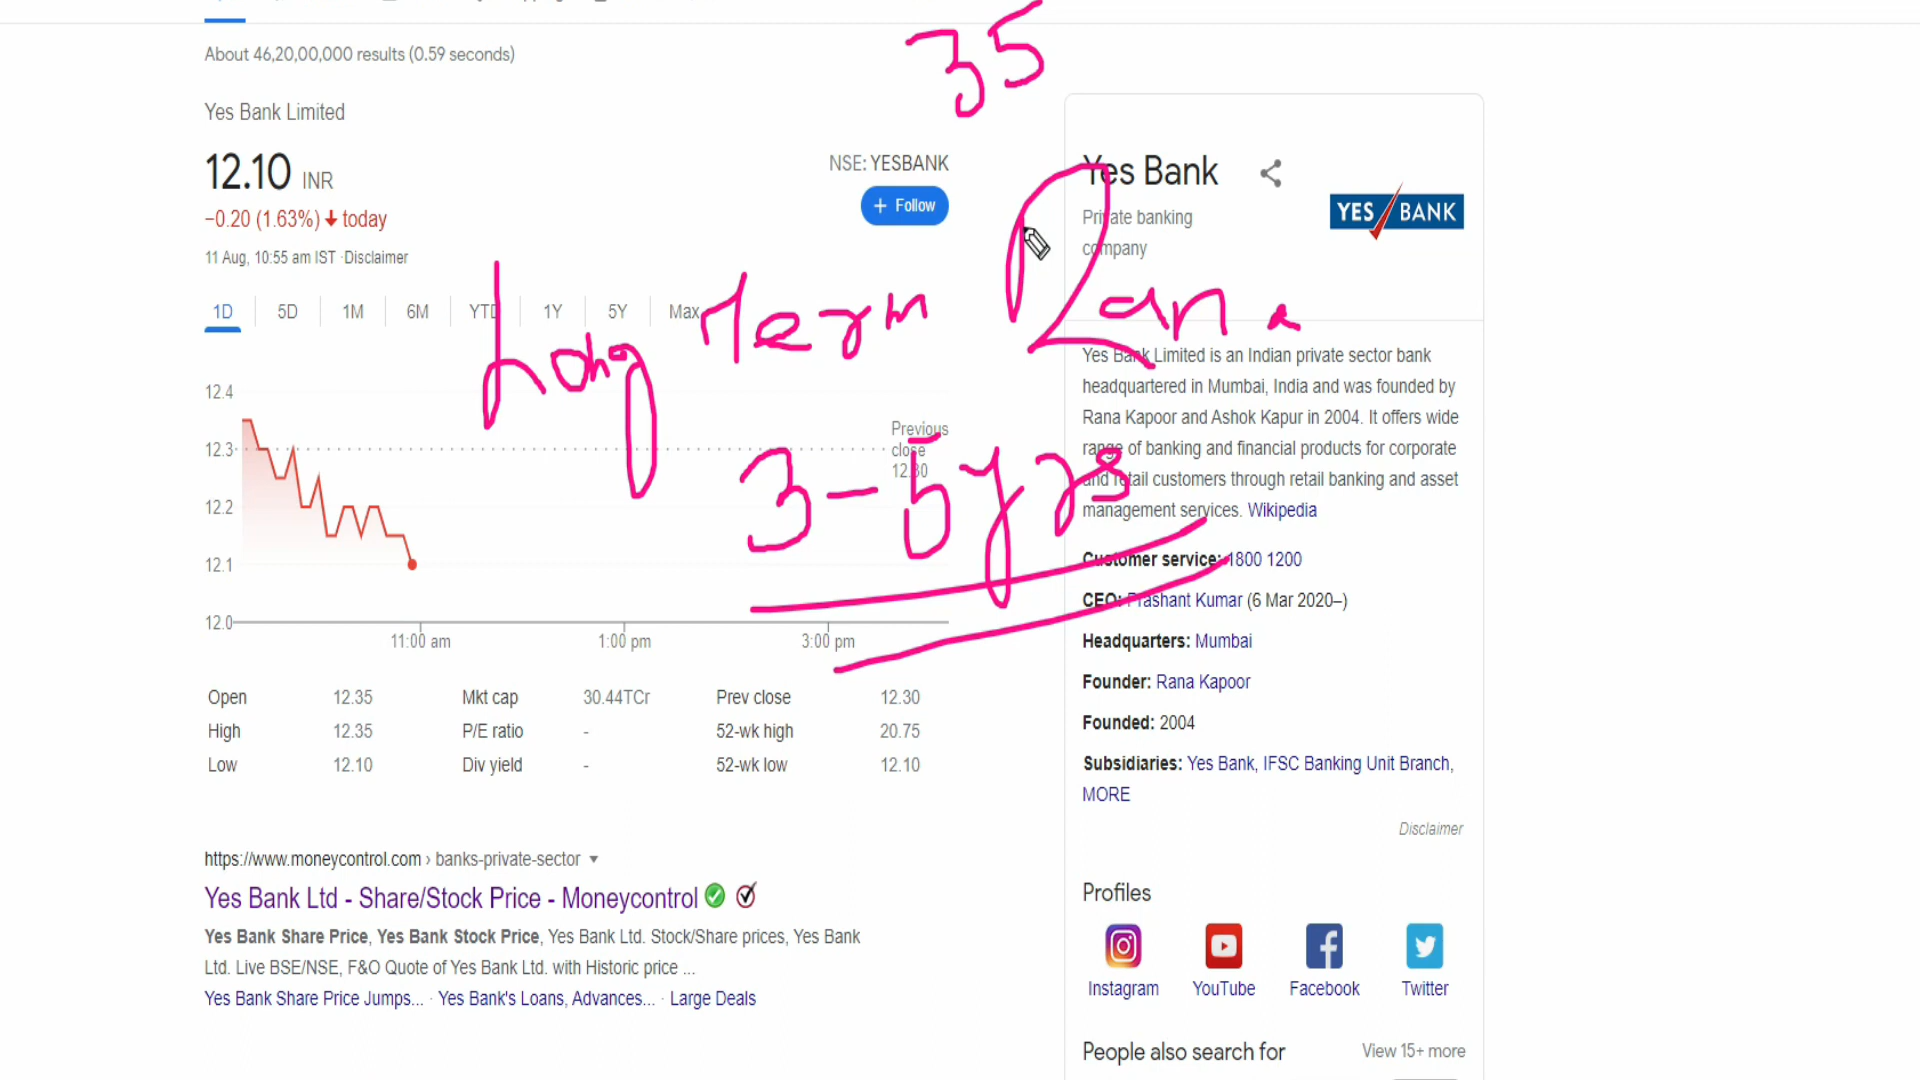 About 46,20,00,000 results (0.59 seconds)
35
Yes Bank Limited
12.10 INR
−0.20 (1.63%) today
11 Aug, 10:55 am IST · Disclaimer
NSE: YESBANK
+ Follow
1D 5D 1M 6M YTD 1Y 5Y Max
Long Term Rana
3-5yrs
12.4
12.3
12.2
12.1
12.0
Previous
close
12.30
11:00 am 1:00 pm 3:00 pm
Open 12.35 Mkt cap 30.44TCr Prev close 12.30
High 12.35 P/E ratio - 52-wk high 20.75
Low 12.10 Div yield - 52-wk low 12.10
https://www.moneycontrol.com › banks-private-sector
Yes Bank Ltd - Share/Stock Price - Moneycontrol
Yes Bank Share Price, Yes Bank Stock Price, Yes Bank Ltd. Stock/Share prices, Yes Bank
Ltd. Live BSE/NSE, F&O Quote of Yes Bank Ltd. with Historic price ...
Yes Bank Share Price Jumps... · Yes Bank's Loans, Advances... · Large Deals
Yes Bank
Private banking
company
YES BANK
Yes Bank Limited is an Indian private sector bank
headquartered in Mumbai, India and was founded by
Rana Kapoor and Ashok Kapur in 2004. It offers wide
range of banking and financial products for corporate
and retail customers through retail banking and asset
management services. Wikipedia
Customer service: 1800 1200
CEO: Prashant Kumar (6 Mar 2020–)
Headquarters: Mumbai
Founder: Rana Kapoor
Founded: 2004
Subsidiaries: Yes Bank, IFSC Banking Unit Branch,
MORE
Disclaimer
Profiles
Instagram YouTube Facebook Twitter
People also search for View 15+ more